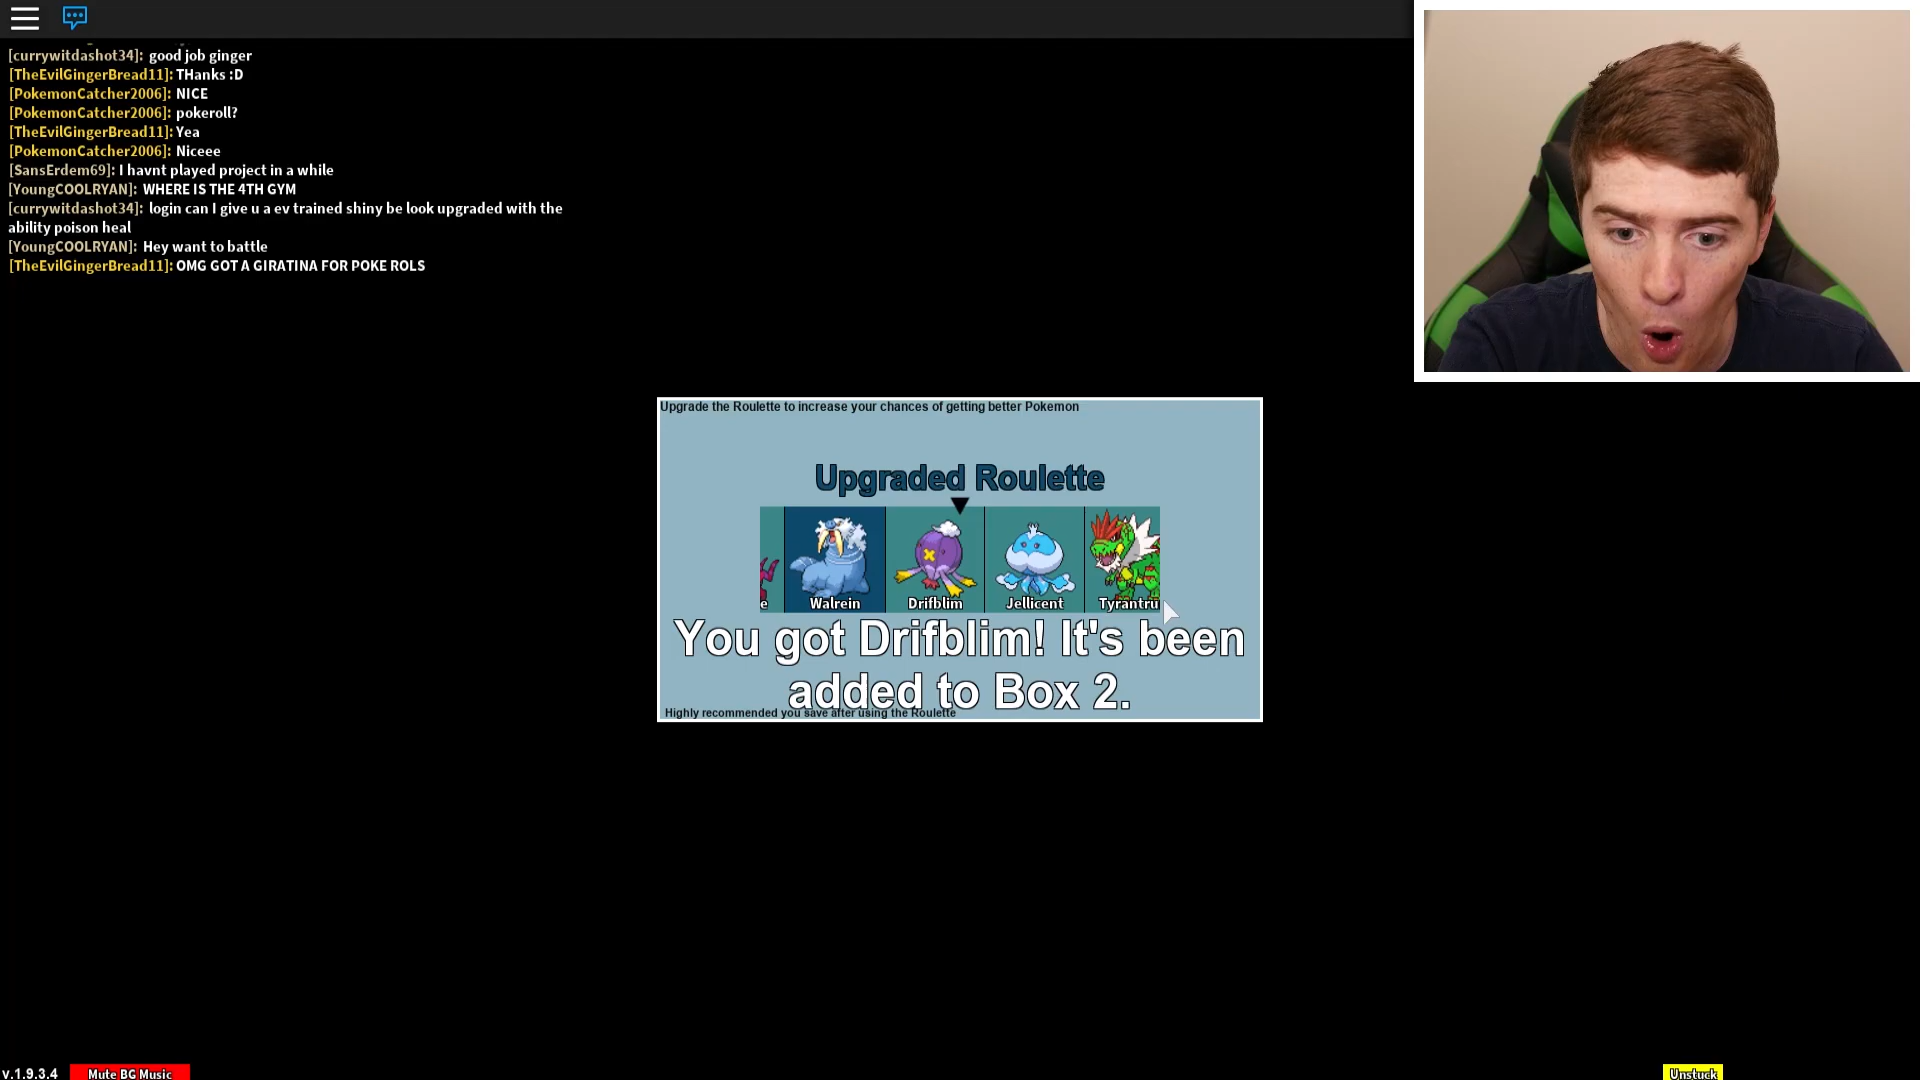 [currywitdashot34]: good job ginger
[TheEvilGingerBread11]: THanks :D
[PokemonCatcher2006]: NICE
[PokemonCatcher2006]: pokeroll?
[TheEvilGingerBread11]: Yea
[PokemonCatcher2006]: Niceee
[SansErdem69]: I havnt played project in a while
[YoungCOOLRYAN]: WHERE IS THE 4TH GYM
[currywitdashot34]: login can I give u a ev trained shiny be look upgraded with the
ability poison heal
[YoungCOOLRYAN]: Hey want to battle
[TheEvilGingerBread11]: OMG GOT A GIRATINA FOR POKE ROLS
Upgrade the Roulette to increase your chances of getting better Pokemon
Upgraded Roulette
e Walrein Drifblim Jellicent Tyrantru
You got Drifblim! It's been
added to Box 2.
Highly recommended you save after using the Roulette
v.1.9.3.4 Mute BG Music Unstuck